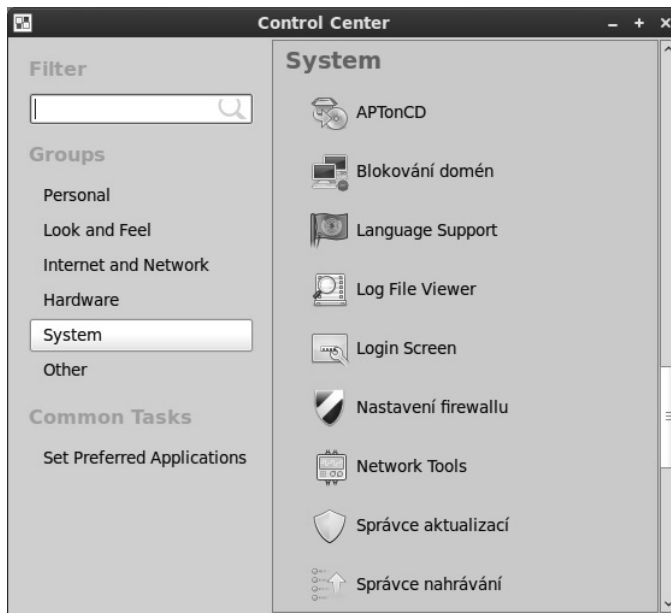 Control Center
Filter
Groups
Personal
Look and Feel
Internet and Network
Hardware
System
Other
Common Tasks
Set Preferred Applications
System
APTonCD
Blokování domén
Language Support
Log File Viewer
Login Screen
Nastavení firewallu
Network Tools
Správce aktualizací
Správce nahrávání